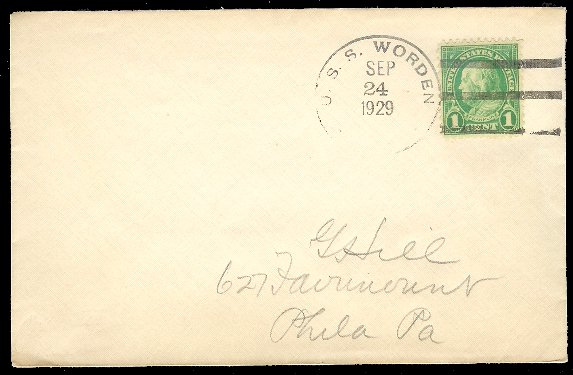 U. S. S. WORDEN
SEP
24
1929
UNITED STATES POSTAGE
1 CENT 1
G Hill
627 Fairmount
Phila Pa